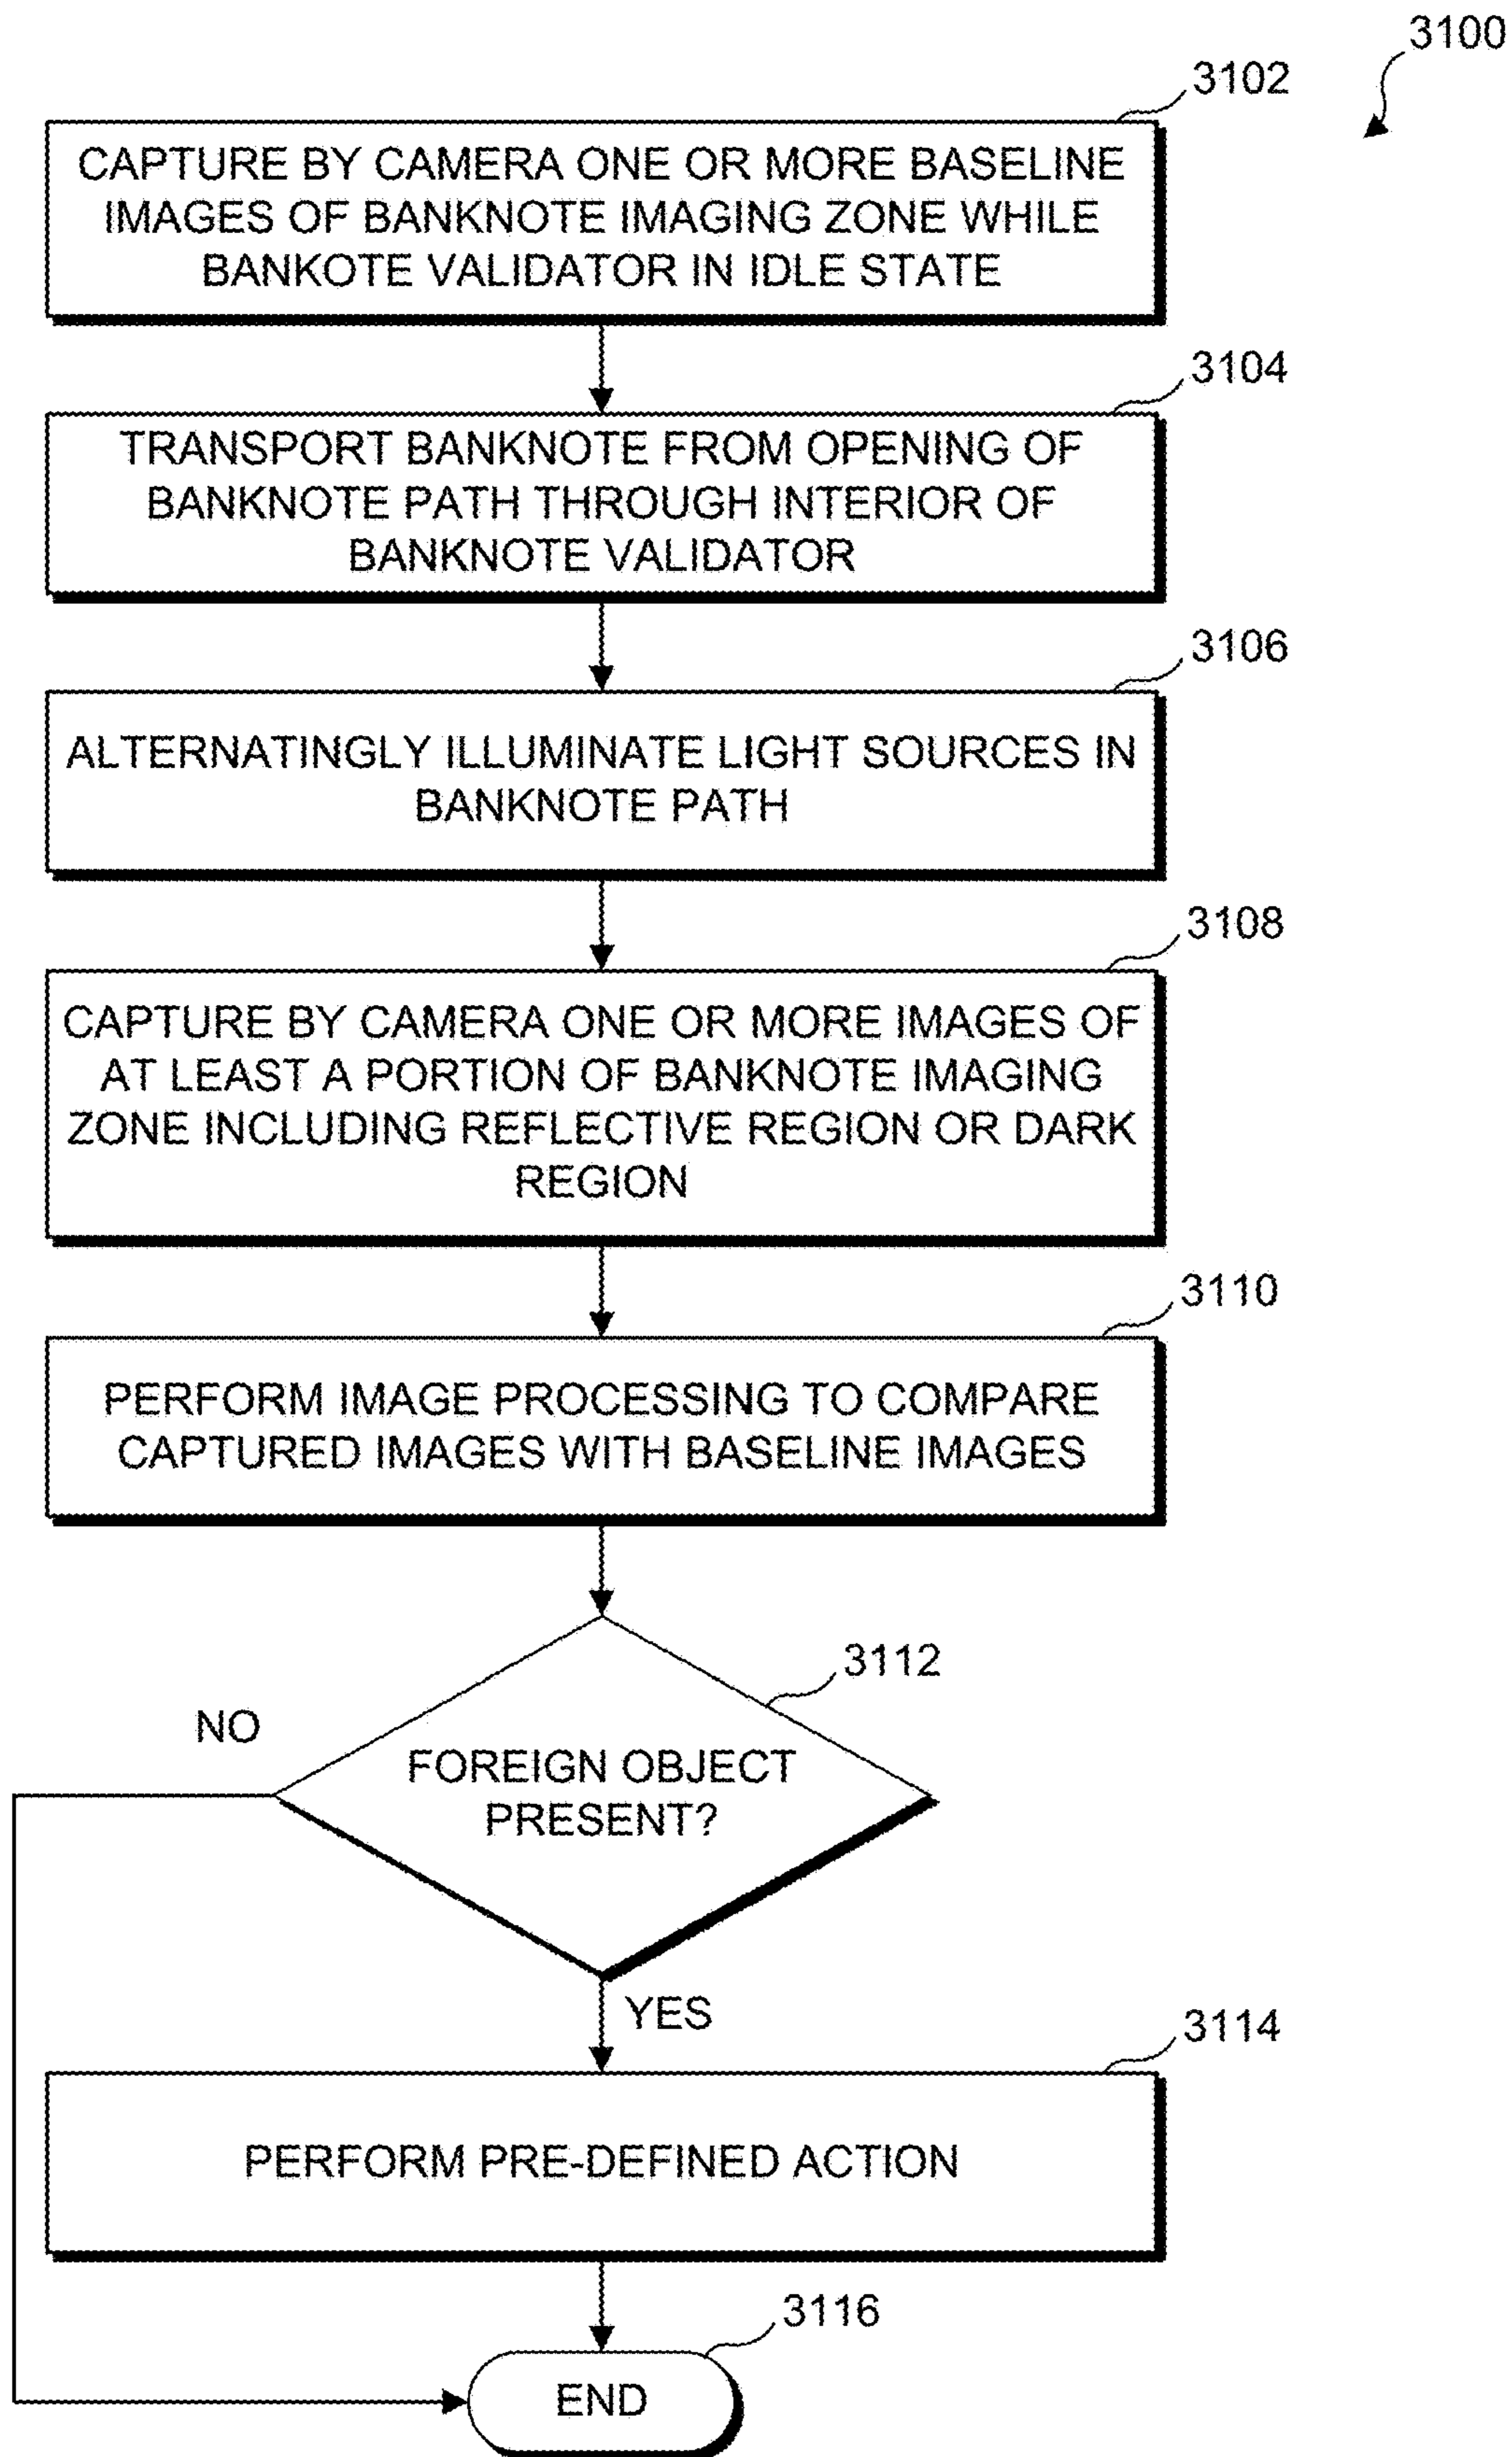 3100
3102
CAPTURE BY CAMERA ONE OR MORE BASELINE
IMAGES OF BANKNOTE IMAGING ZONE WHILE
BANKOTE VALIDATOR IN IDLE STATE
3104
TRANSPORT BANKNOTE FROM OPENING OF
BANKNOTE PATH THROUGH INTERIOR OF
BANKNOTE VALIDATOR
3106
ALTERNATINGLY ILLUMINATE LIGHT SOURCES IN
BANKNOTE PATH
3108
CAPTURE BY CAMERA ONE OR MORE IMAGES OF
AT LEAST A PORTION OF BANKNOTE IMAGING
ZONE INCLUDING REFLECTIVE REGION OR DARK
REGION
3110
PERFORM IMAGE PROCESSING TO COMPARE
CAPTURED IMAGES WITH BASELINE IMAGES
3112
NO
FOREIGN OBJECT
PRESENT?
YES
3114
PERFORM PRE-DEFINED ACTION
3116
END